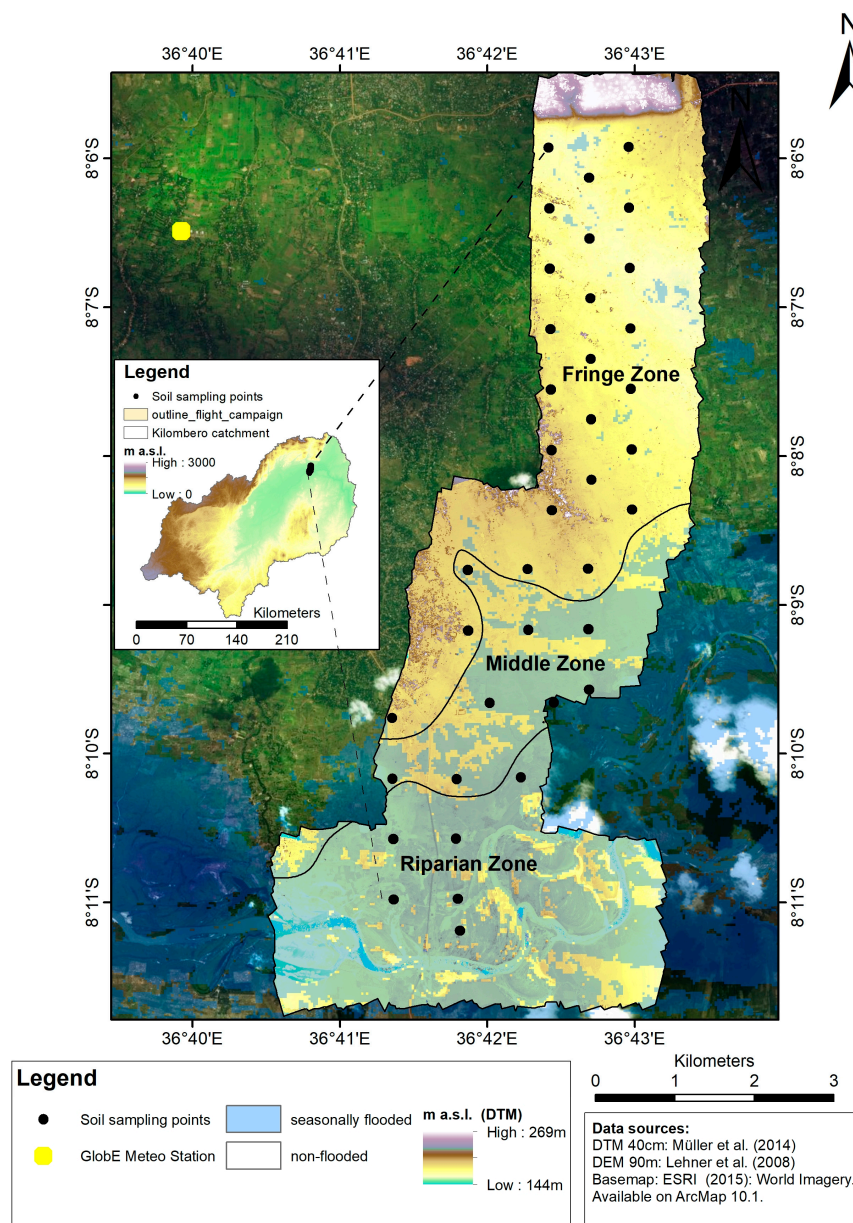 N
36°40'E 36°41'E 36°42'E 36°43'E
N
8°6'S 8°6'S
8°7'S 8°7'S
Legend
Soil sampling points
outline_flight_campaign
Kilombero catchment
m a.s.l.
High : 3000
Low : 0
Kilometers
0 70 140 210
Fringe Zone
8°8'S 8°8'S
8°9'S 8°9'S
Middle Zone
8°10'S 8°10'S
Riparian Zone
8°11'S 8°11'S
36°40'E 36°41'E 36°42'E 36°43'E
Legend
Soil sampling points
GlobE Meteo Station
seasonally flooded
non-flooded
m a.s.l. (DTM)
High : 269m
Low : 144m
Kilometers
0 1 2 3
Data sources:
DTM 40cm: Müller et al. (2014)
DEM 90m: Lehner et al. (2008)
Basemap: ESRI (2015): World Imagery.
Available on ArcMap 10.1.